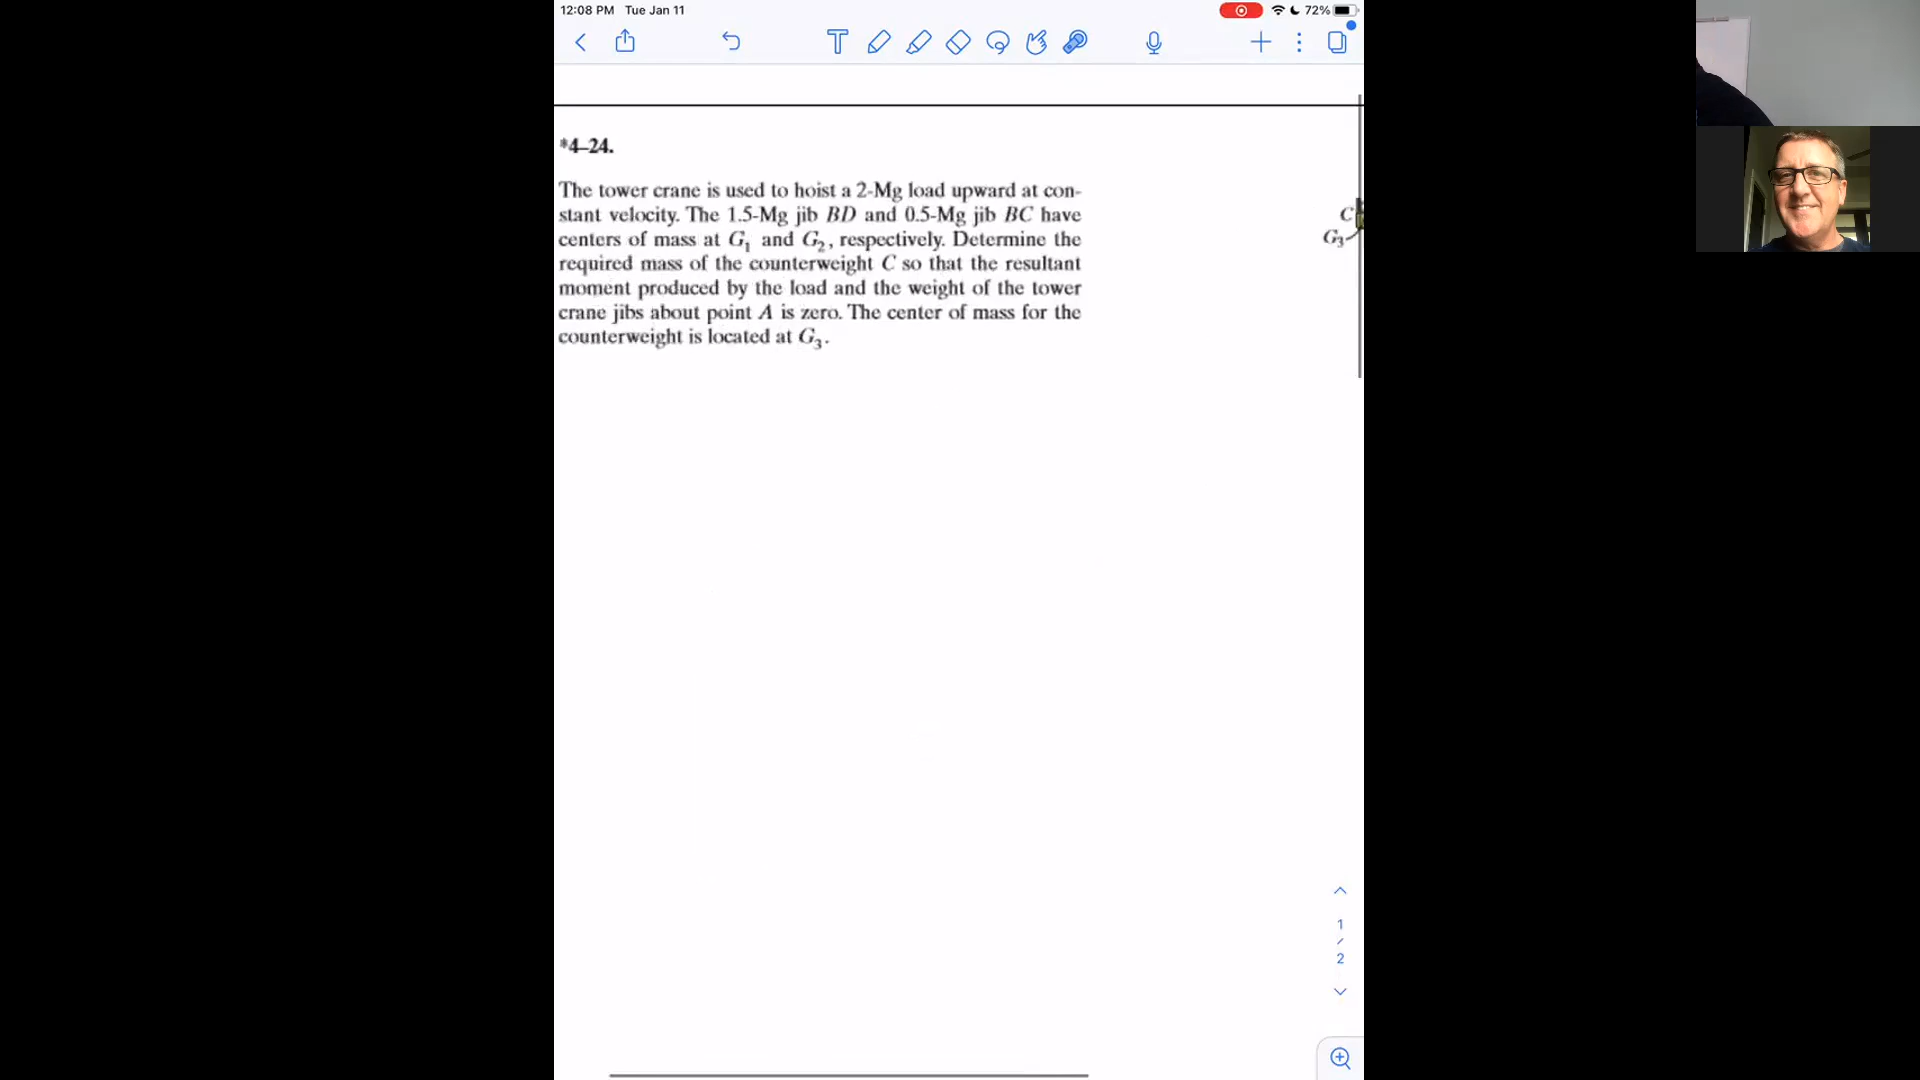 12:08 PM Tue Jan 11
72%
*4–24.
The tower crane is used to hoist a 2-Mg load upward at con-
stant velocity. The 1.5-Mg jib BD and 0.5-Mg jib BC have
centers of mass at G₁ and G₂, respectively. Determine the
required mass of the counterweight C so that the resultant
moment produced by the load and the weight of the tower
crane jibs about point A is zero. The center of mass for the
counterweight is located at G₃.
C
G₃
1
/
2